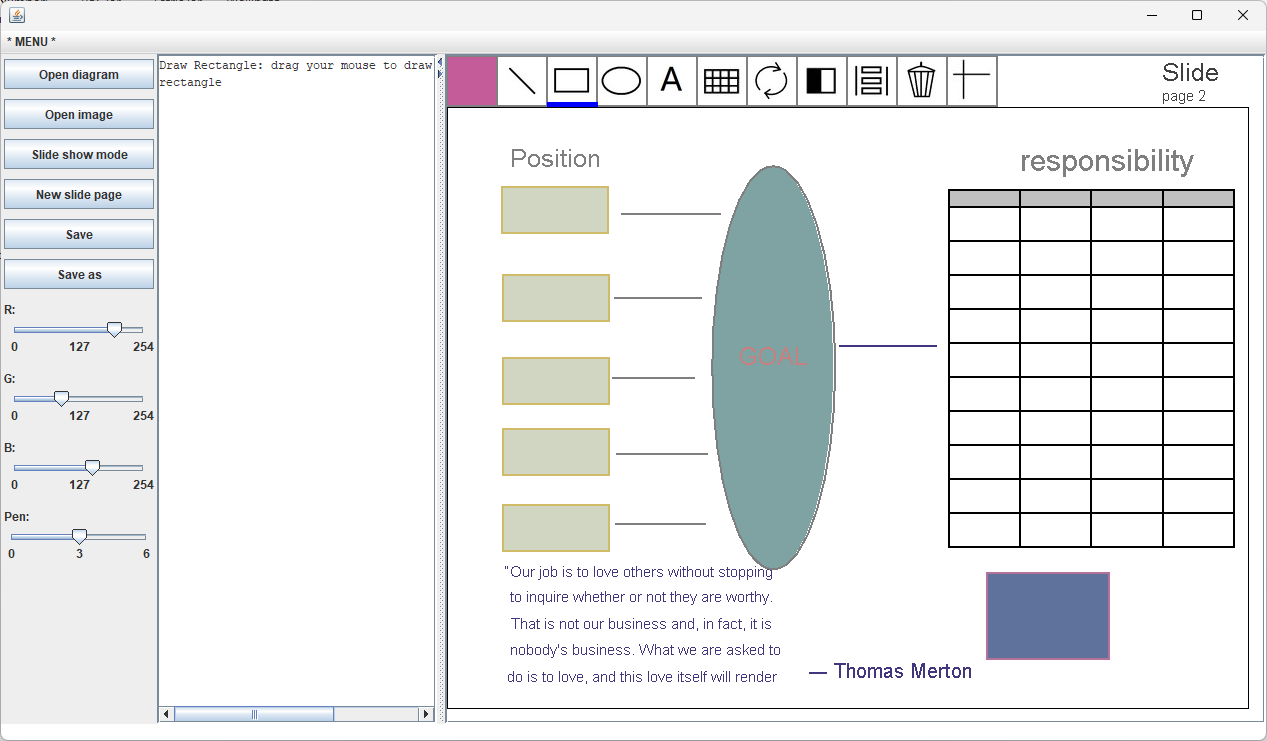 * MENU *
Open diagram
Open image
Slide show mode
New slide page
Save
Save as
R:
0 127 254
G:
0 127 254
B:
0 127 254
Pen:
0 3 6
Draw Rectangle: drag your mouse to draw
rectangle
A
Slide
page 2
Position
responsibility
GOAL
"Our job is to love others without stopping
to inquire whether or not they are worthy.
That is not our business and, in fact, it is
nobody's business. What we are asked to
do is to love, and this love itself will render
— Thomas Merton